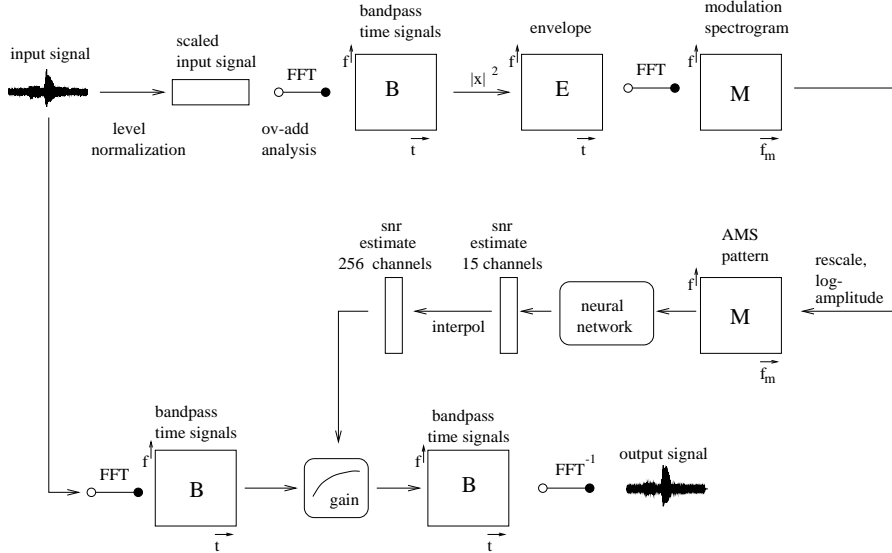 input signal
level
normalization
scaled
input signal
FFT
ov-add
analysis
bandpass
time signals
f
B
t
|x| 2
envelope
f
E
t
FFT
modulation
spectrogram
f
M
f_m
rescale,
log-
amplitude
AMS
pattern
f
M
f_m
neural
network
snr
estimate
15 channels
interpol
snr
estimate
256 channels
FFT
bandpass
time signals
f
B
t
gain
bandpass
time signals
f
B
t
FFT -1
output signal